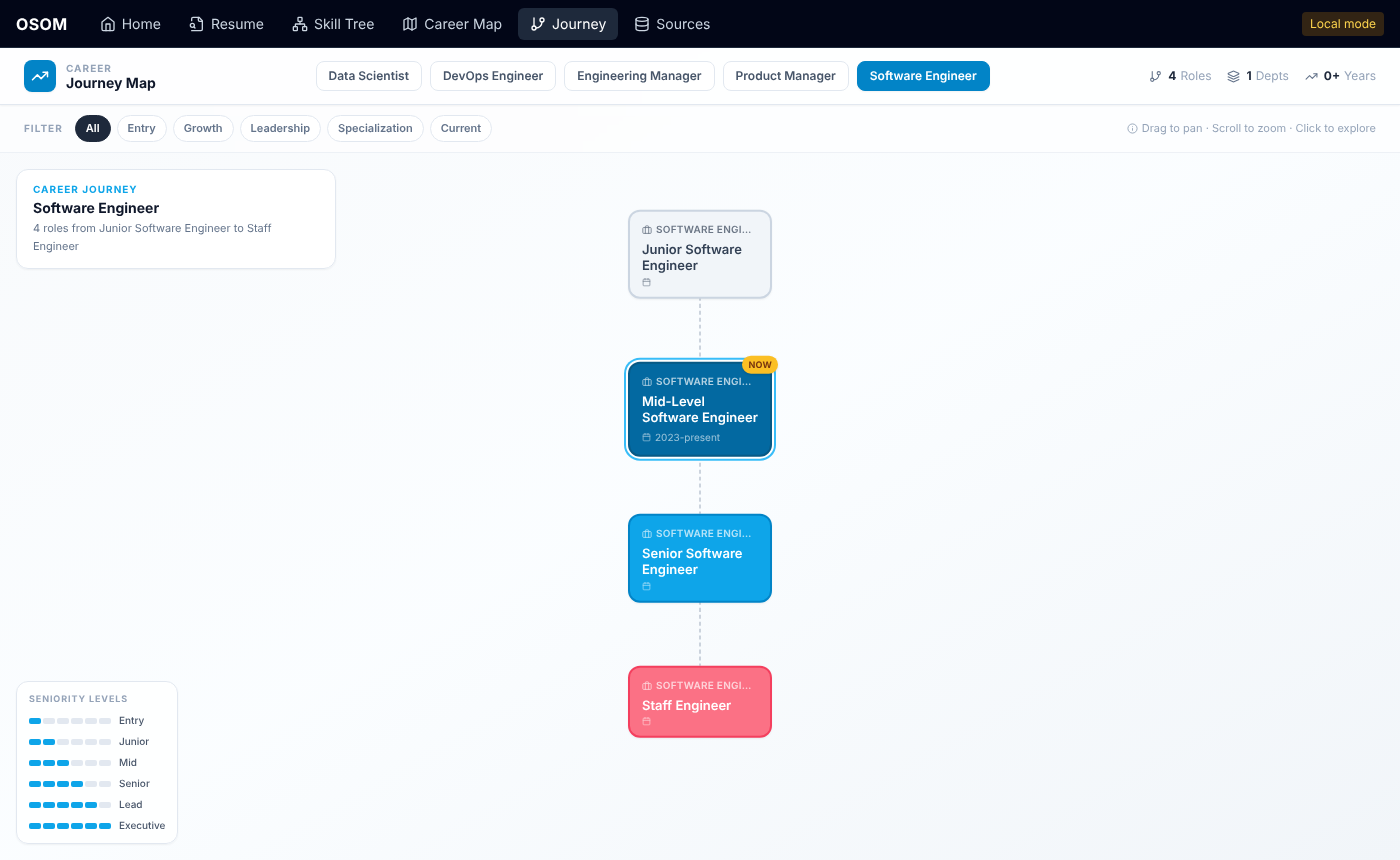 OSOM
Home
Resume
Skill Tree
Career Map
Journey
Sources
Local mode
CAREER
Journey Map
Data Scientist
DevOps Engineer
Engineering Manager
Product Manager
Software Engineer
4 Roles
1 Depts
0+ Years
FILTER
All
Entry
Growth
Leadership
Specialization
Current
Drag to pan · Scroll to zoom · Click to explore
CAREER JOURNEY
Software Engineer
4 roles from Junior Software Engineer to Staff
Engineer
SOFTWARE ENGI...
Junior Software
Engineer
NOW
SOFTWARE ENGI...
Mid-Level
Software Engineer
2023-present
SOFTWARE ENGI...
Senior Software
Engineer
SOFTWARE ENGI...
Staff Engineer
SENIORITY LEVELS
Entry
Junior
Mid
Senior
Lead
Executive